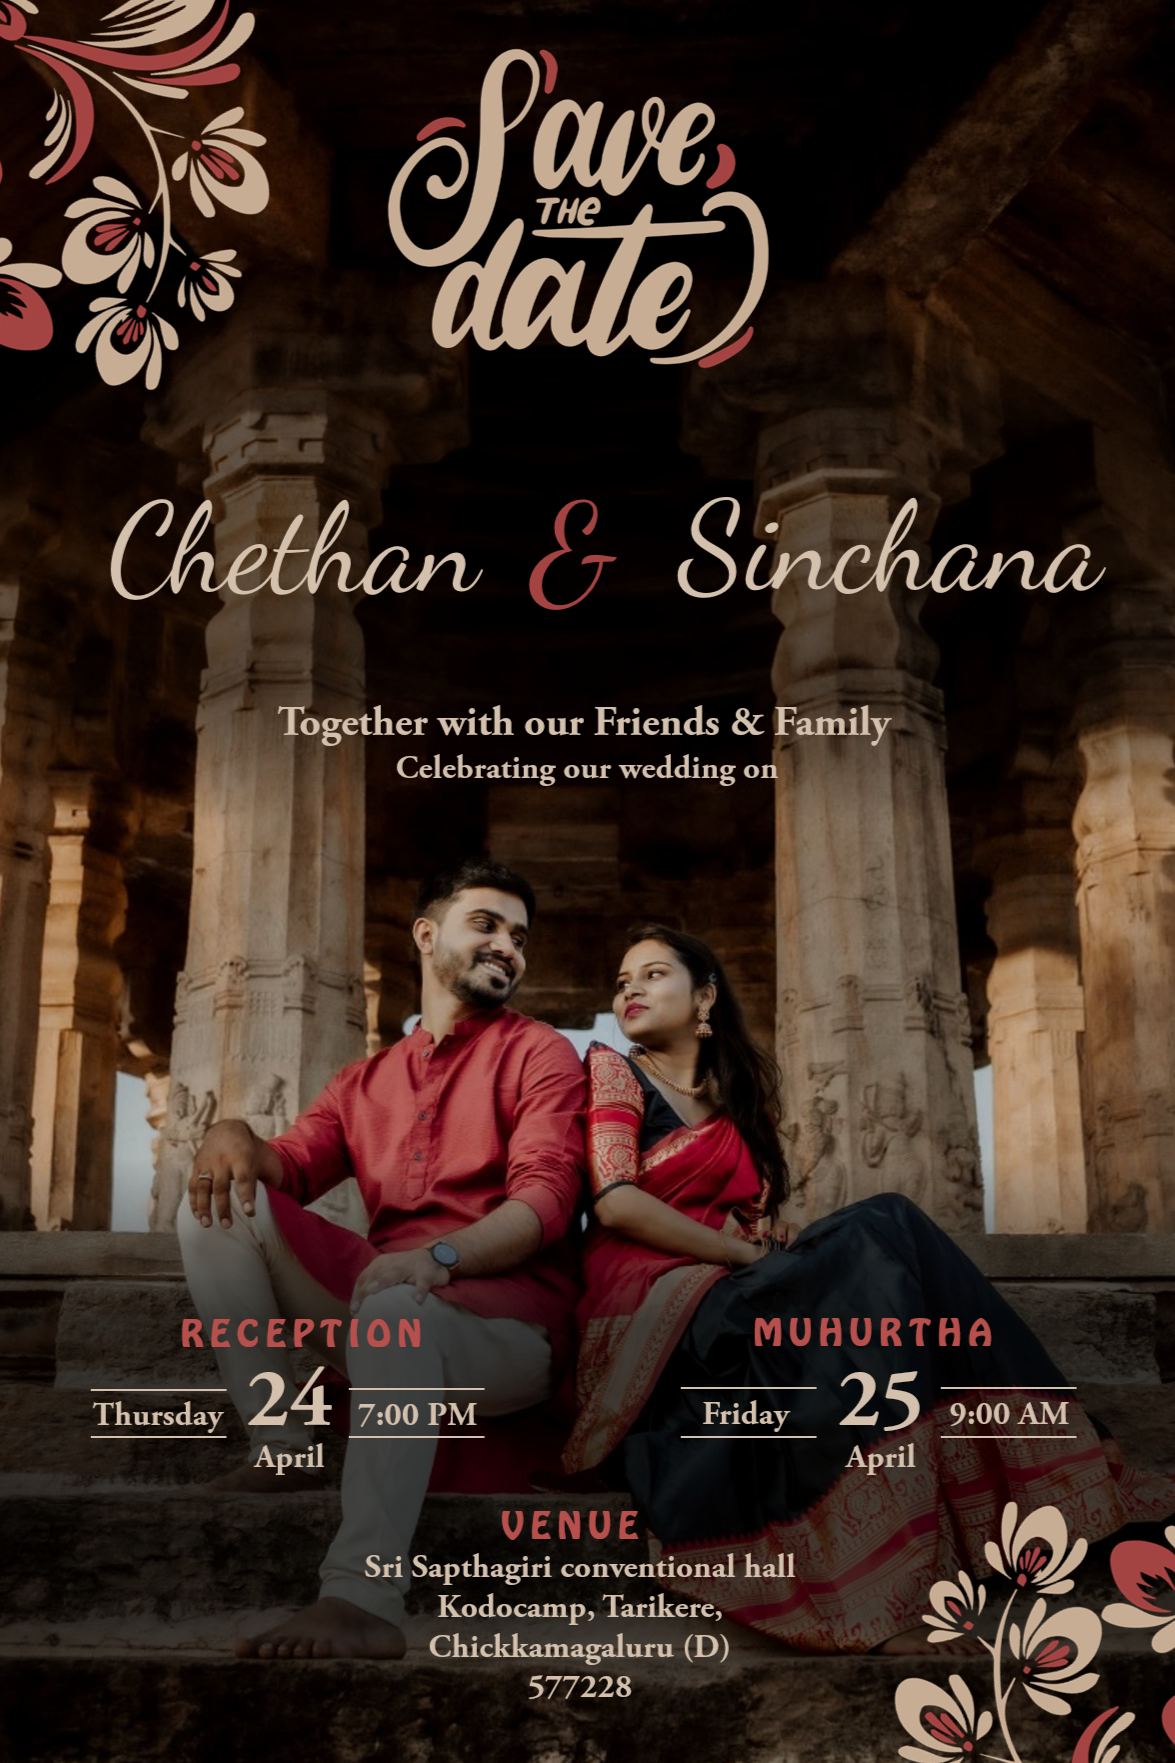 Save
THE
date
Chethan & Sinchana
Together with our Friends & Family
Celebrating our wedding on
RECEPTION
Thursday 24 7:00 PM
April
MUHURTHA
Friday 25 9:00 AM
April
VENUE
Sri Sapthagiri conventional hall
Kodocamp, Tarikere,
Chickkamagaluru (D)
577228